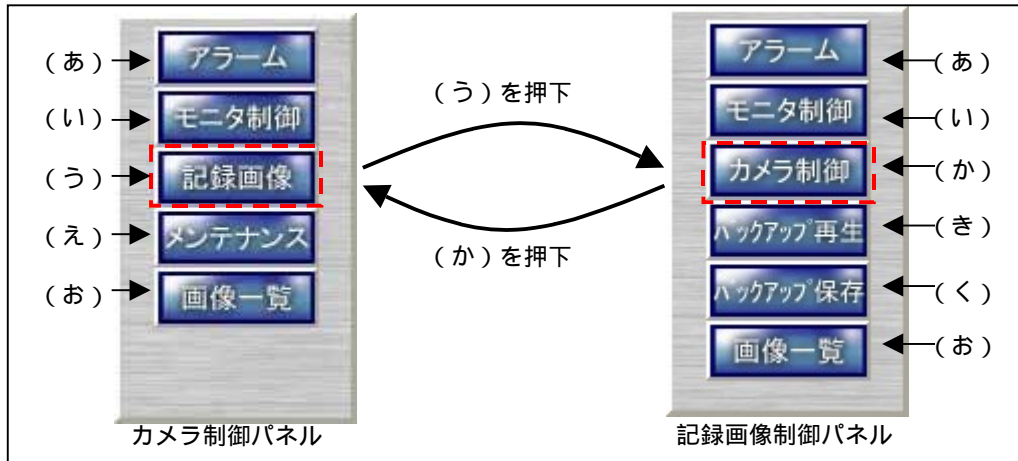 (あ)
アラーム
(い)
モニタ制御
(う)
記録画像
(え)
メンテナンス
(お)
画像一覧
カメラ制御パネル
(う)を押下
(か)を押下
アラーム
(あ)
モニタ制御
(い)
カメラ制御
(か)
バックアップ再生
(き)
バックアップ保存
(く)
画像一覧
(お)
記録画像制御パネル